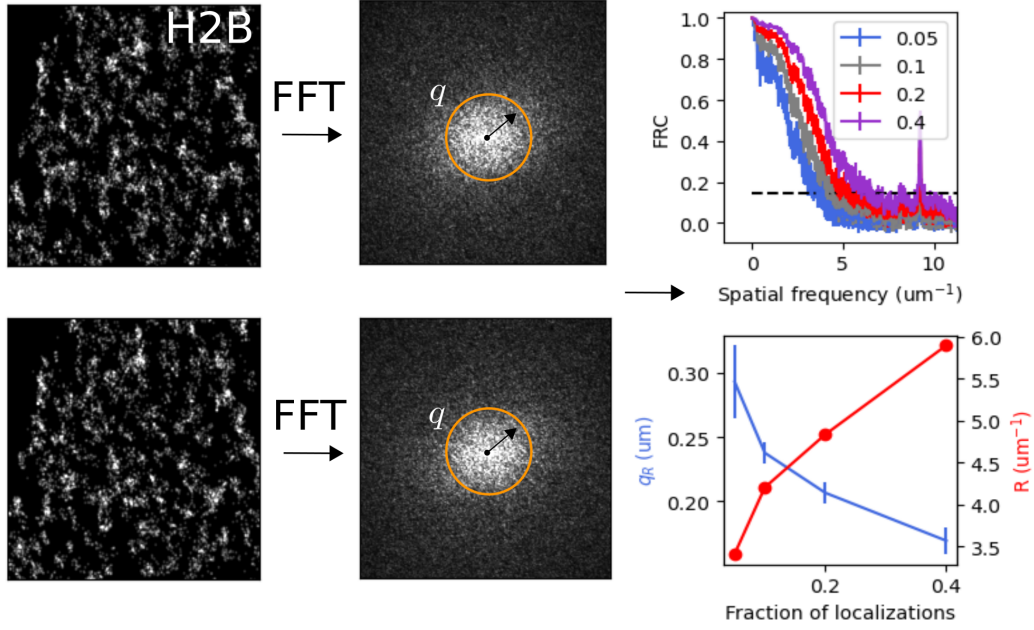 H2B
FFT
q
FFT
q
FRC
1.0
0.8
0.6
0.4
0.2
0.0
0.05
0.1
0.2
0.4
0
5
10
Spatial frequency (um⁻¹)
q_R (um)
0.30
0.25
0.20
6.0
5.5
5.0
4.5
4.0
3.5
R (um⁻¹)
0.2
0.4
Fraction of localizations